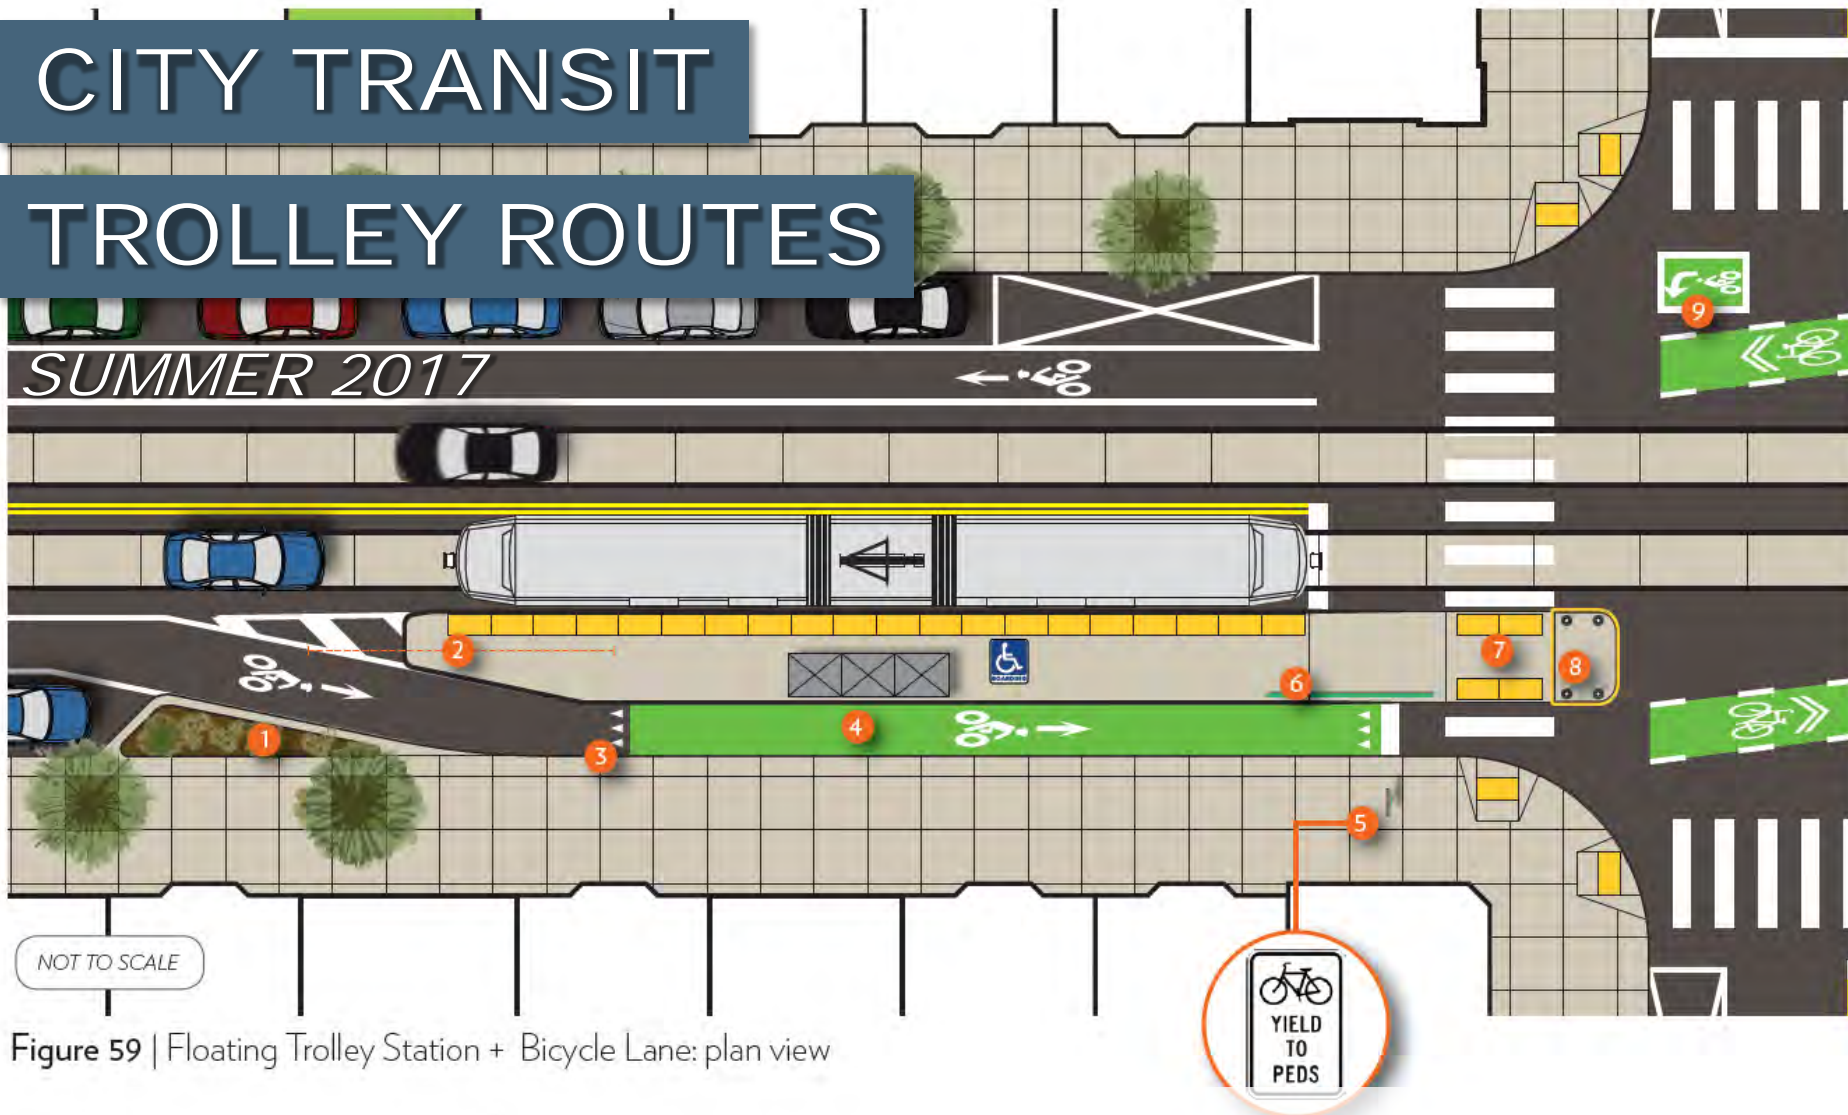 CITY TRANSIT
TROLLEY ROUTES
SUMMER 2017
9
2
BOARDING
7
8
6
1
4
3
5
NOT TO SCALE
YIELD
TO
PEDS
Figure 59 | Floating Trolley Station + Bicycle Lane: plan view